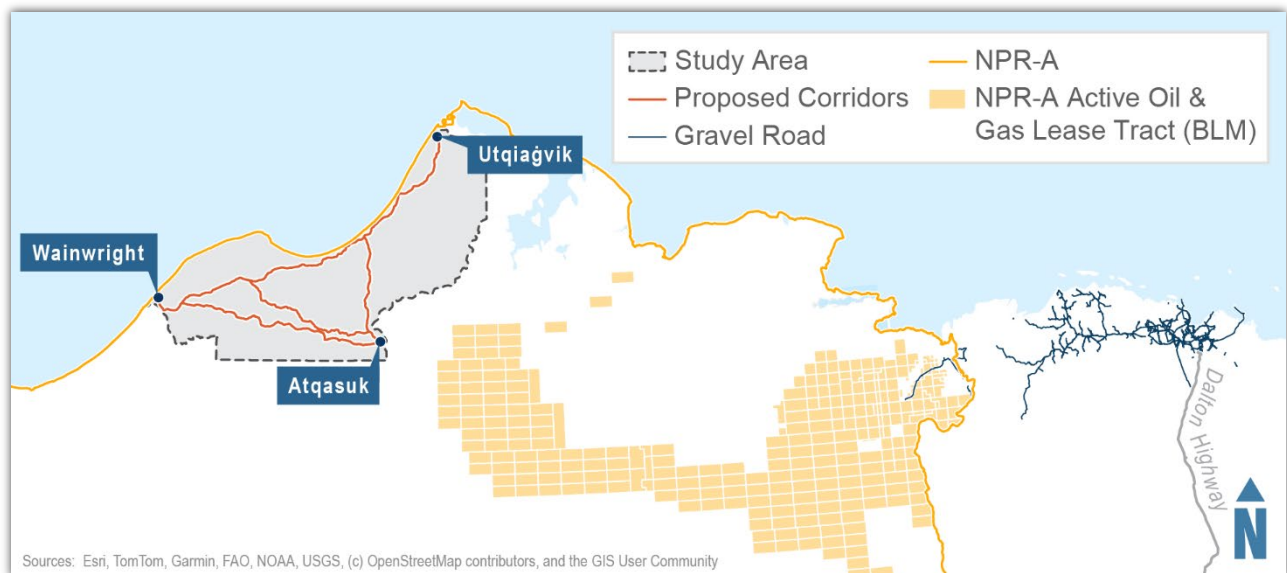 Study Area
Proposed Corridors
Gravel Road
NPR-A
NPR-A Active Oil &
Gas Lease Tract (BLM)
Utqiaġvik
Wainwright
Atqasuk
Dalton Highway
N
Sources: Esri, TomTom, Garmin, FAO, NOAA, USGS, (c) OpenStreetMap contributors, and the GIS User Community